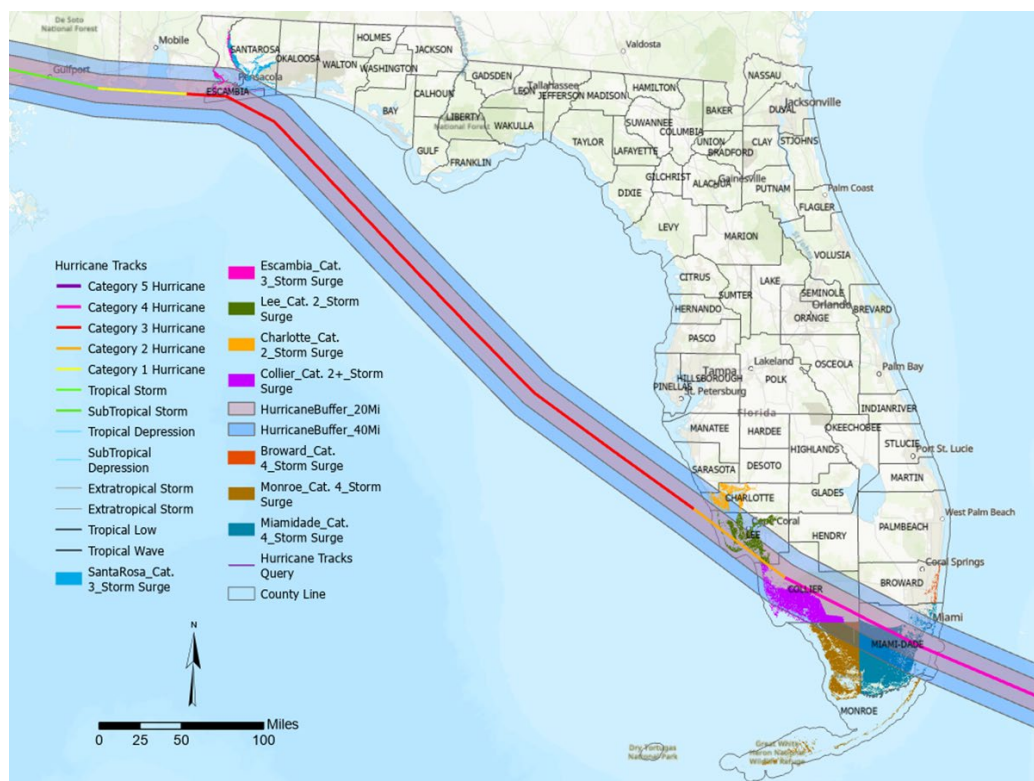 De Soto
National Forest
Mobile
Gulfport
SANTAROSA
Pensacola
ESCAMBIA
OKALOOSA
WALTON
HOLMES
WASHINGTON
JACKSON
BAY
CALHOUN
GULF
LIBERTY
National Forest
FRANKLIN
GADSDEN
LEON
Tallahassee
WAKULLA
JEFFERSON
MADISON
Valdosta
HAMILTON
TAYLOR
SUWANNEE
LAFAYETTE
COLUMBIA
DIXIE
GILCHRIST
BAKER
UNION
BRADFORD
NASSAU
Jacksonville
DUVAL
CLAY
STJOHNS
Gainesville
ALACHUA
PUTNAM
Palm Coast
FLAGLER
LEVY
MARION
VOLUSIA
CITRUS
LAKE
SUMTER
HERNANDO
SEMINOLE
Orlando
ORANGE
BREVARD
PASCO
Lakeland
Tampa
HILLSBOROUGH
POLK
PINELLAS
St. Petersburg
OSCEOLA
Palm Bay
Florida
INDIANRIVER
MANATEE
HARDEE
OKEECHOBEE
STLUCIE
Port St. Lucie
HIGHLANDS
SARASOTA
DESOTO
MARTIN
CHARLOTTE
GLADES
West Palm Beach
PALMBEACH
Cape Coral
LEE
HENDRY
Coral Springs
COLLIER
BROWARD
Miami
MIAMI-DADE
MONROE
Dry Tortugas
National Park
Great White
Heron National
Wildlife Refuge
Hurricane Tracks
Category 5 Hurricane
Category 4 Hurricane
Category 3 Hurricane
Category 2 Hurricane
Category 1 Hurricane
Tropical Storm
SubTropical Storm
Tropical Depression
SubTropical
Depression
Extratropical Storm
Extratropical Storm
Tropical Low
Tropical Wave
SantaRosa_Cat.
3_Storm Surge
Escambia_Cat.
3_Storm Surge
Lee_Cat. 2_Storm
Surge
Charlotte_Cat.
2_Storm Surge
Collier_Cat. 2+_Storm
Surge
HurricaneBuffer_20Mi
HurricaneBuffer_40Mi
Broward_Cat.
4_Storm Surge
Monroe_Cat. 4_Storm
Surge
Miamidade_Cat.
4_Storm Surge
Hurricane Tracks
Query
County Line
N
Miles
0 25 50 100